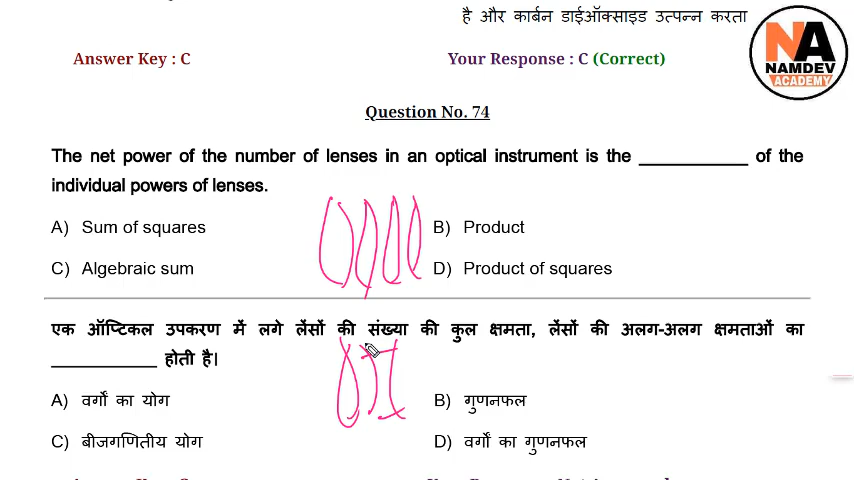 है और कार्बन डाईऑक्साइड उत्पन्न करता
NA
NAMDEV
ACADEMY
Answer Key : C
Your Response : C (Correct)
Question No. 74
The net power of the number of lenses in an optical instrument is the __________ of the
individual powers of lenses.
A) Sum of squares
B) Product
C) Algebraic sum
D) Product of squares
एक ऑप्टिकल उपकरण में लगे लेंसों की संख्या की कुल क्षमता, लेंसों की अलग-अलग क्षमताओं का
__________ होती है।
A) वर्गों का योग
B) गुणनफल
C) बीजगणितीय योग
D) वर्गों का गुणनफल